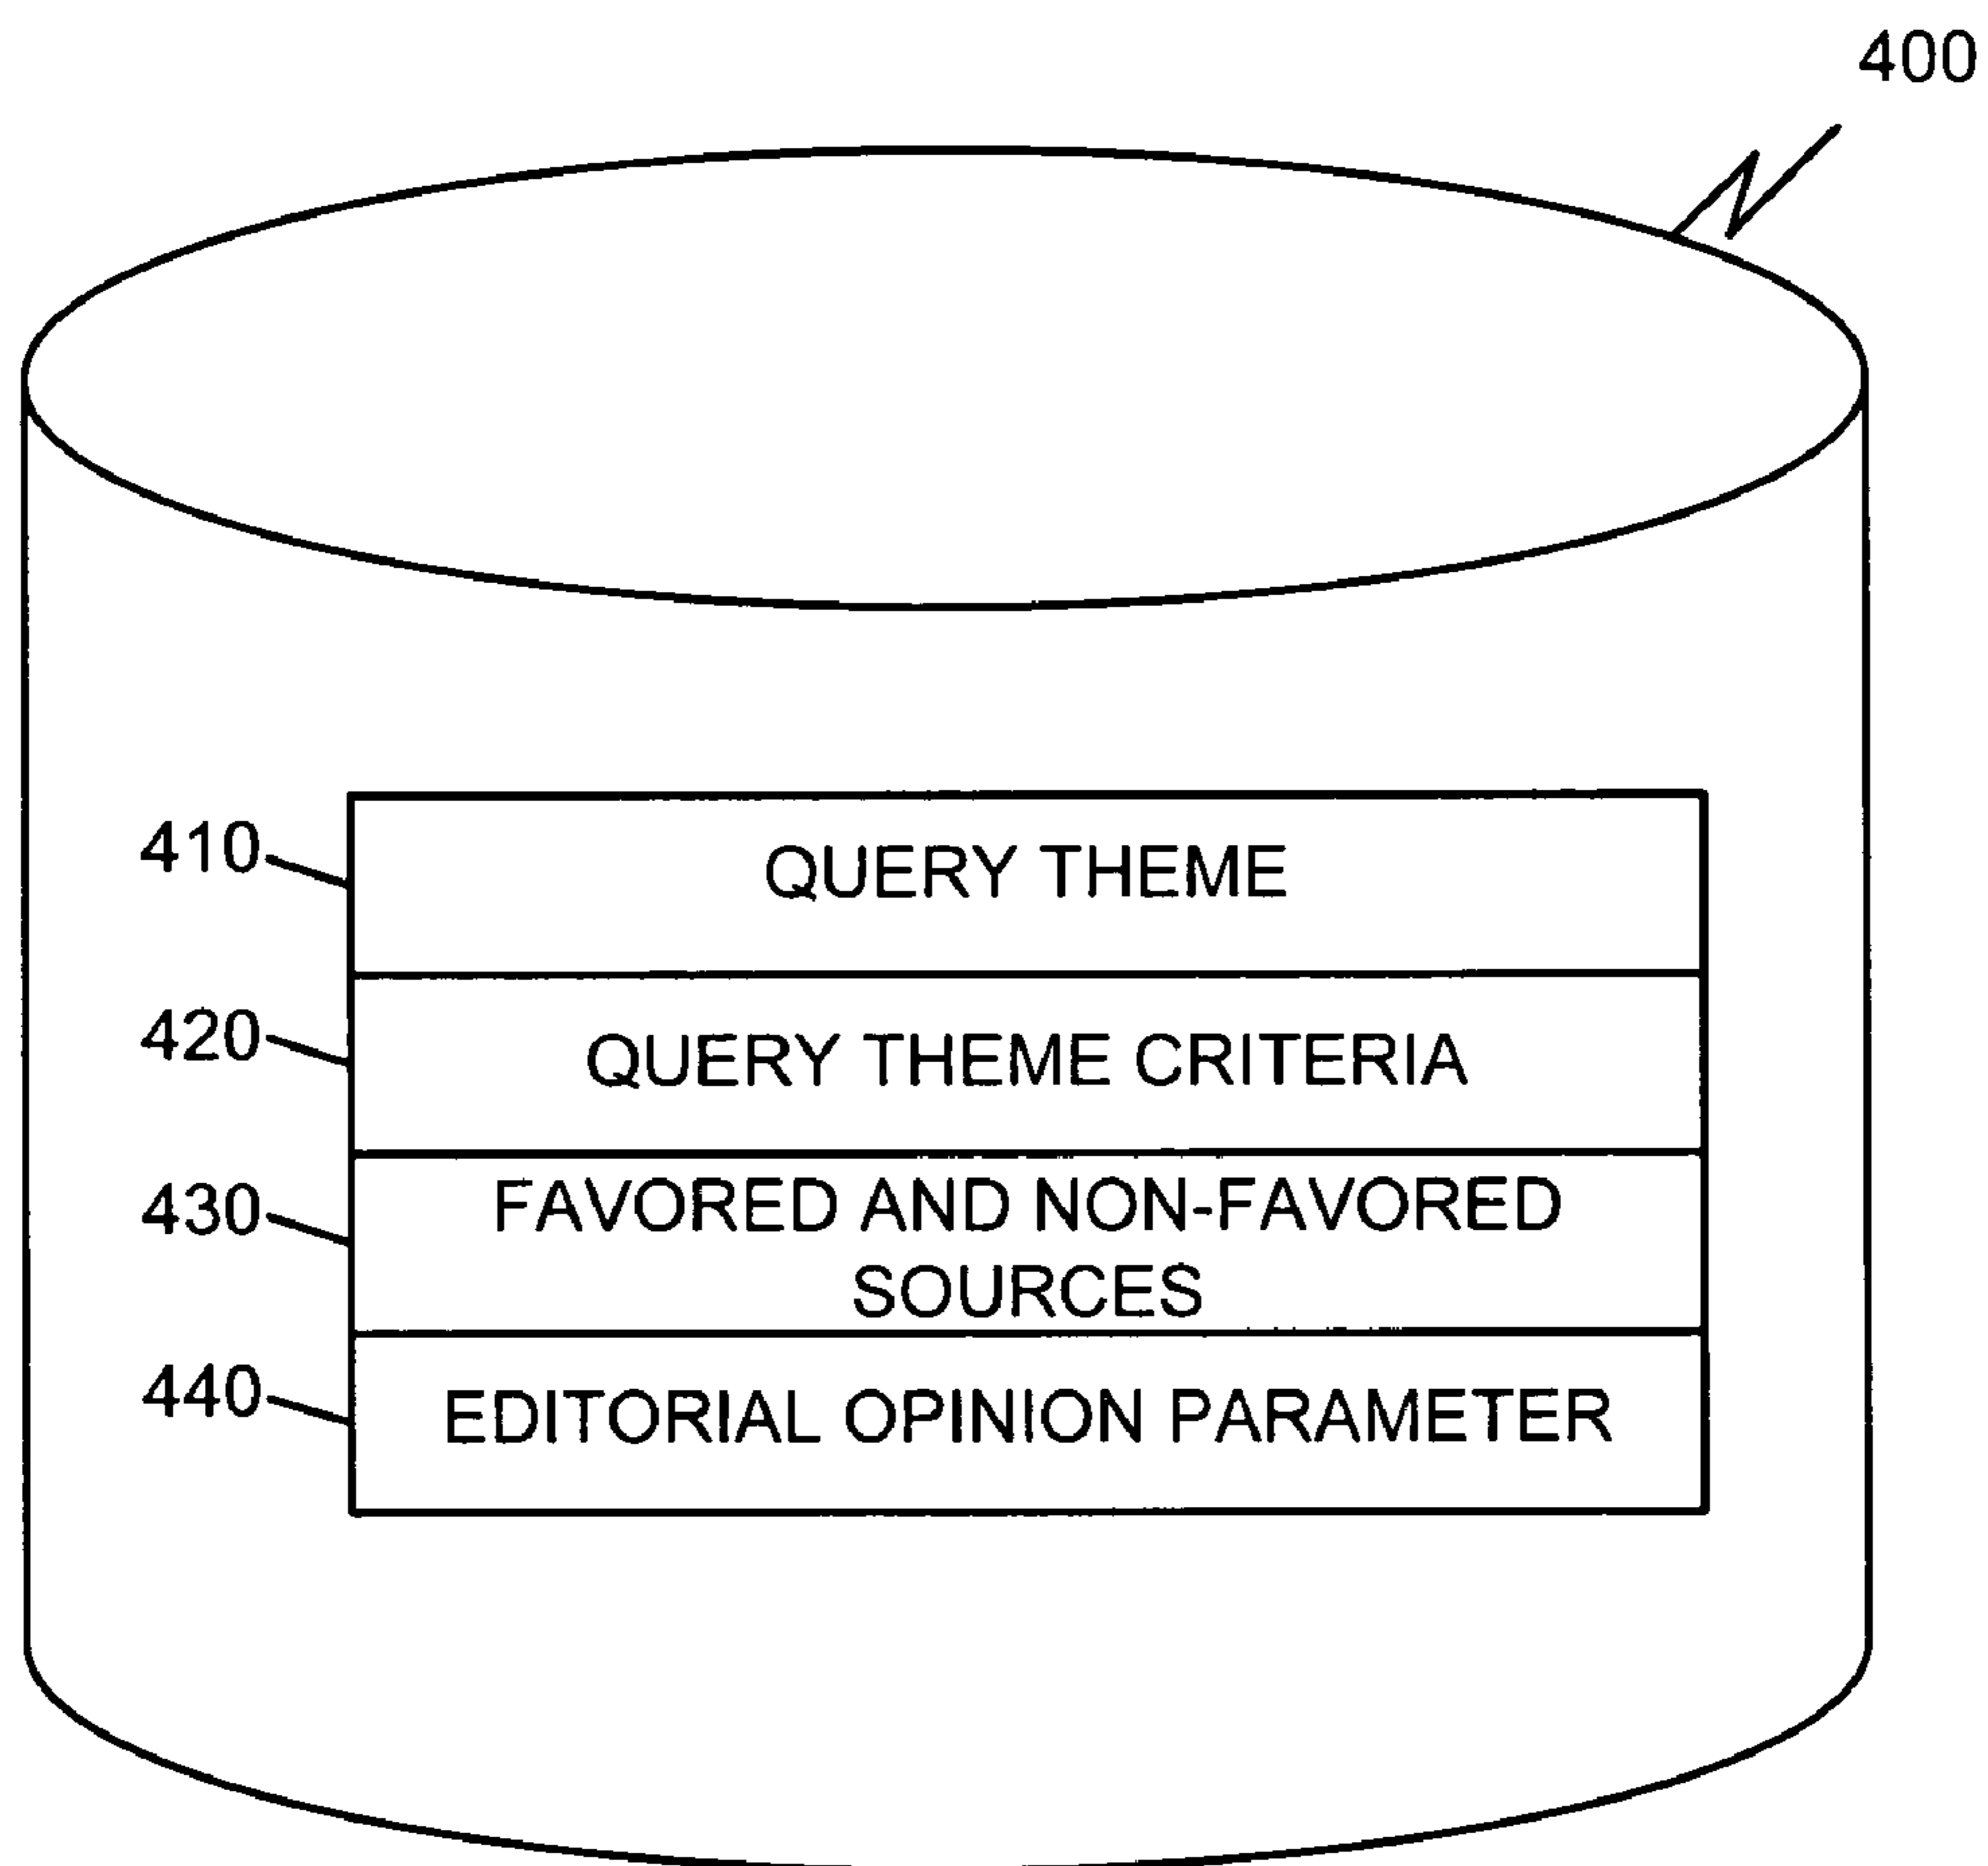 400
410
QUERY THEME
420
QUERY THEME CRITERIA
430
FAVORED AND NON-FAVORED
SOURCES
440
EDITORIAL OPINION PARAMETER